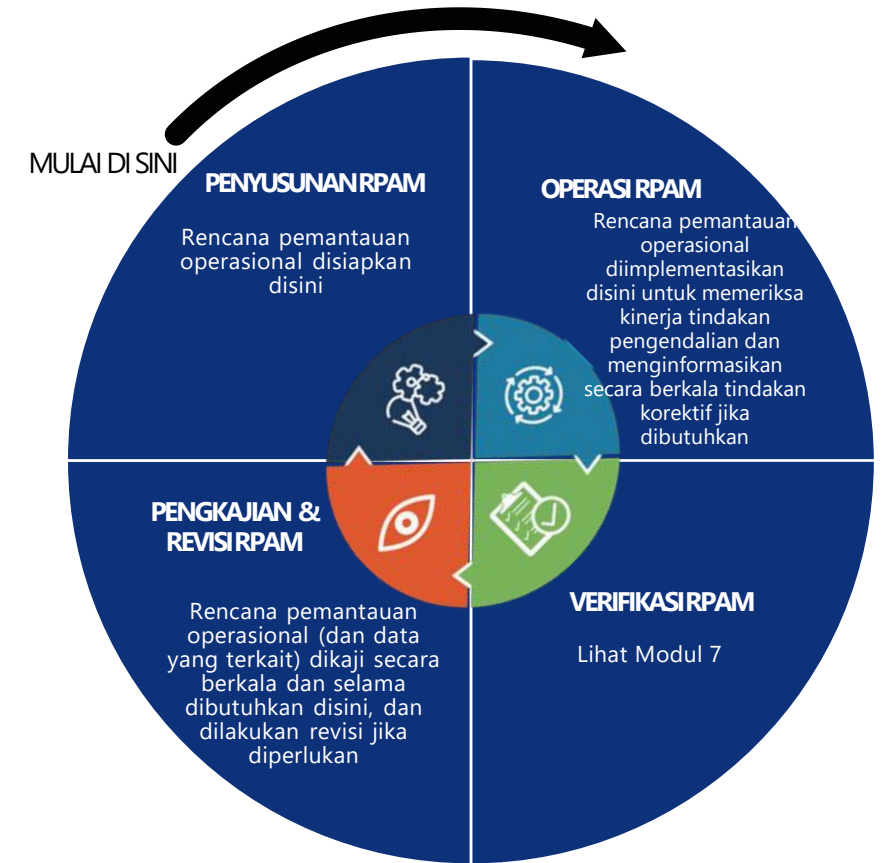 MULAI DI SINI
PENYUSUNAN RPAM
Rencana pemantauan
operasional disiapkan
disini
OPERASI RPAM
Rencana pemantauan
operasional
diimplementasikan
disini untuk memeriksa
kinerja tindakan
pengendalian dan
menginformasikan
secara berkala tindakan
korektif jika
dibutuhkan
PENGKAJIAN &
REVISI RPAM
Rencana pemantauan
operasional (dan data
yang terkait) dikaji secara
berkala dan selama
dibutuhkan disini, dan
dilakukan revisi jika
diperlukan
VERIFIKASI RPAM
Lihat Modul 7